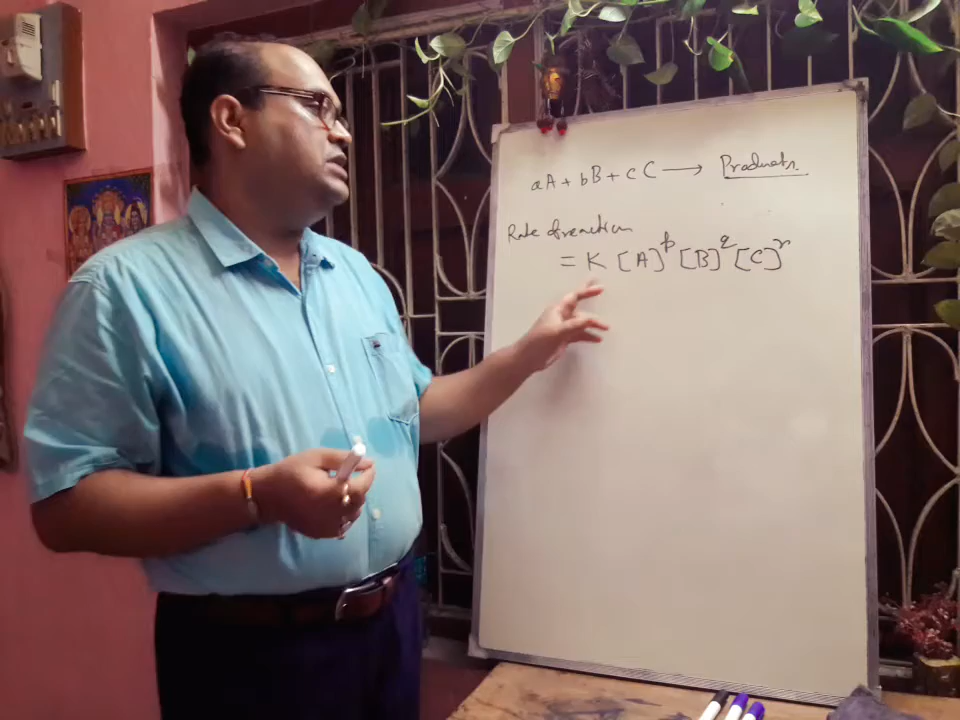 aA + bB + cC → Products.
Rate of reaction
= K [A]^p [B]^q [C]^r